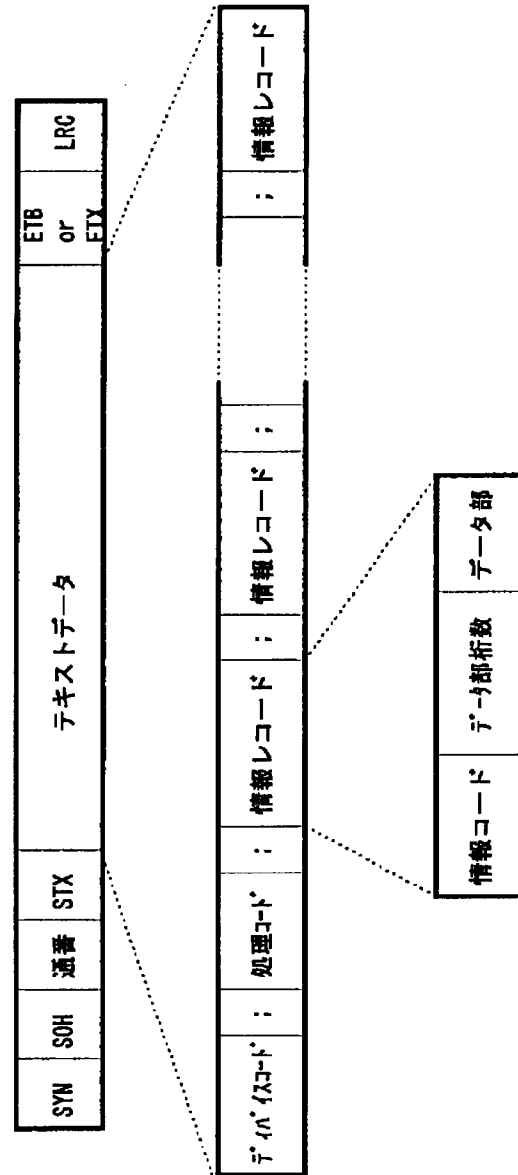 SYN
SOH
通番
STX
テキストデータ
ETB
or
ETX
LRC
ディバイスコード
;
処理コード
;
情報レコード
;
情報レコード
;
;
情報レコード
情報コード
データ部桁数
データ部